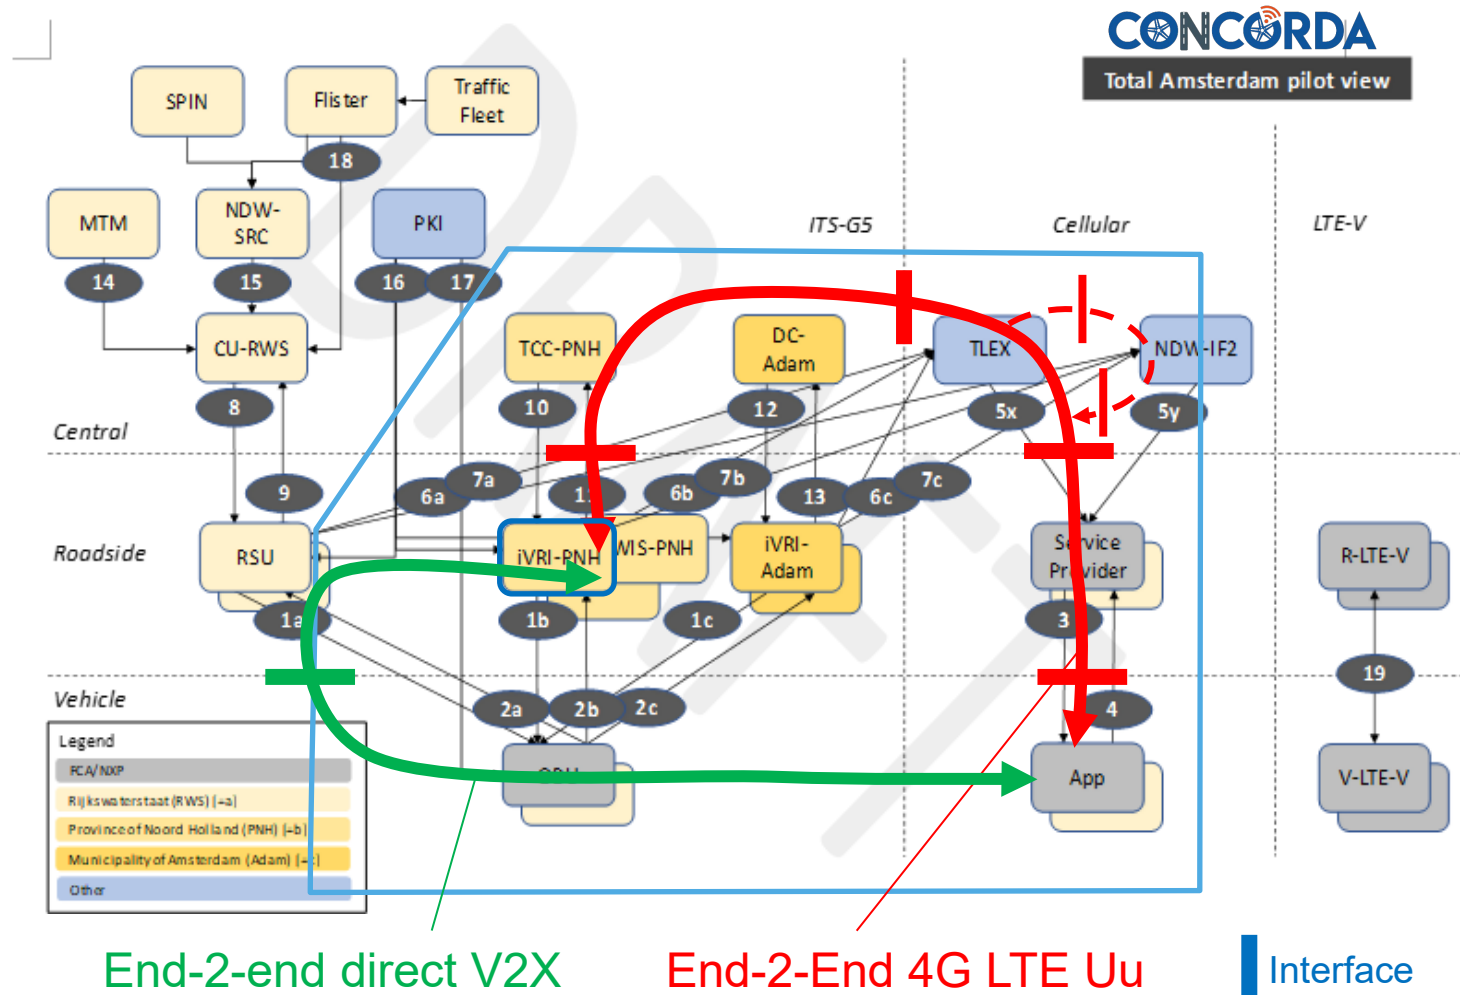 CONCORDA
Total Amsterdam pilot view
SPIN
Flister
Traffic
Fleet
18
MTM
NDW-
SRC
PKI
ITS-G5
Cellular
LTE-V
14
15
16
17
CU-RWS
TCC-PNH
DC-
Adam
TLEX
NDW-IF2
8
10
12
5x
5y
Central
9
6a
7a
11
6b
7b
13
6c
7c
Roadside
RSU
iVRI-PNH
WIS-PNH
iVRI-
Adam
Service
Provider
R-LTE-V
1a
1b
1c
3
19
Vehicle
2a
2b
2c
4
App
V-LTE-V
Legend
FCA/NXP
Rijkswaterstaat (RWS) (-a)
Province of Noord Holland (PNH) (-b)
Municipality of Amsterdam (Adam) (-c)
Other
DRAFT
End-2-end direct V2X
End-2-End 4G LTE Uu
Interface